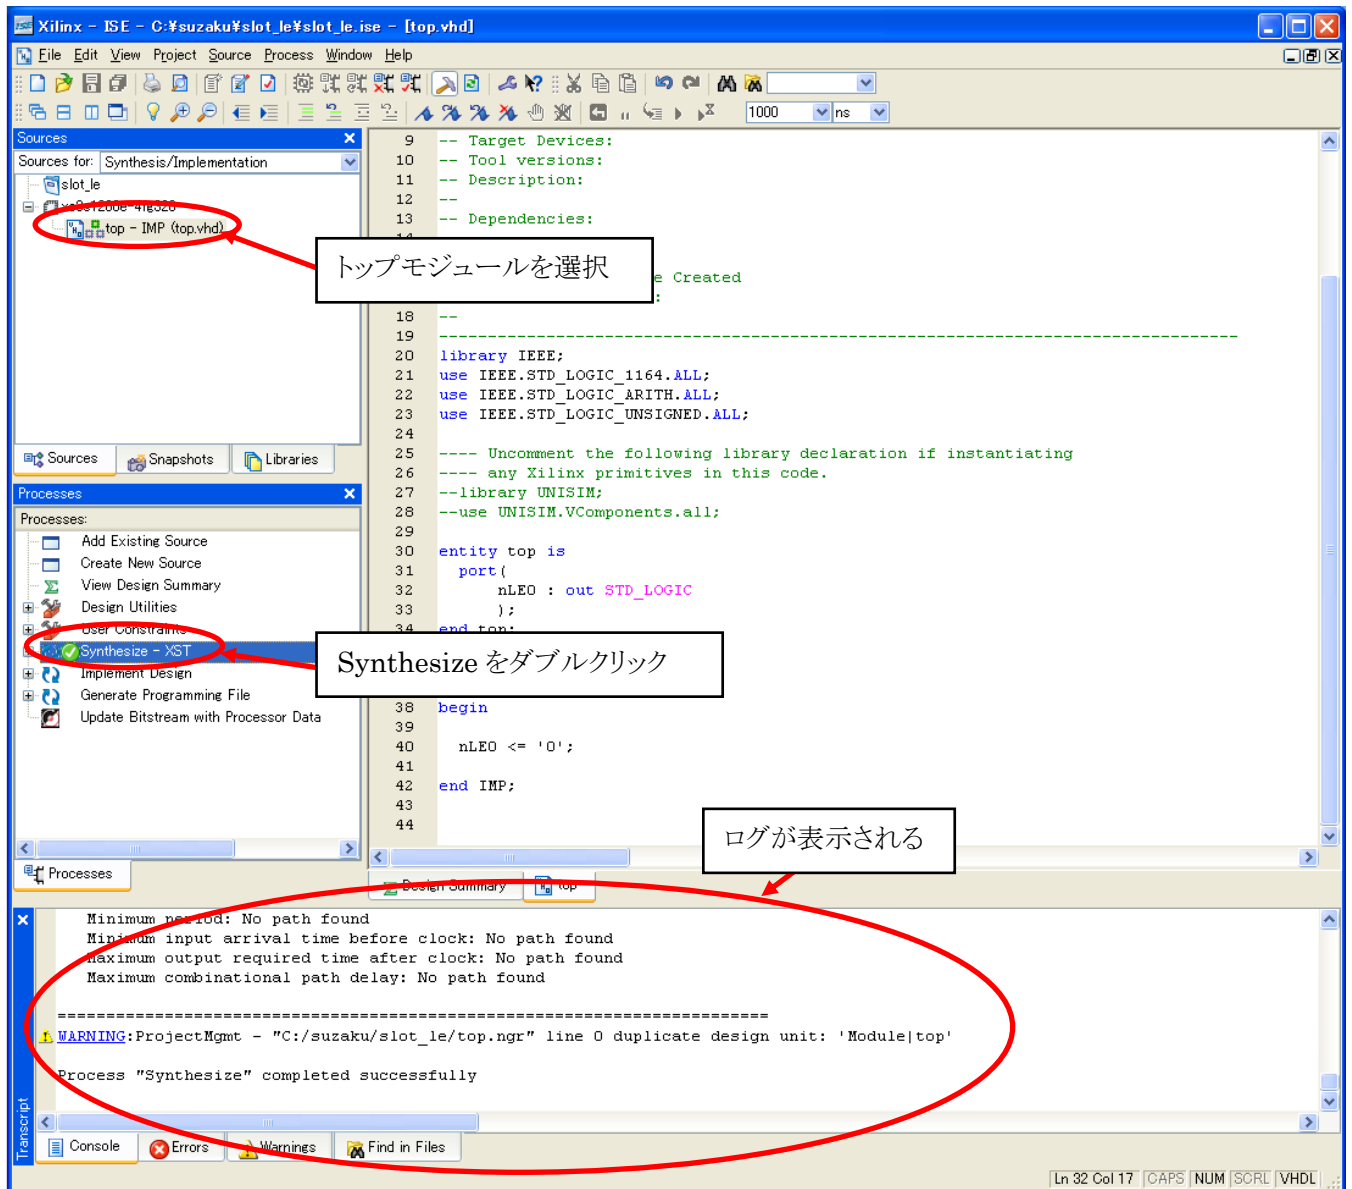 Xilinx - ISE - C:¥suzaku¥slot_le¥slot_le.ise - [top.vhd]
File Edit View Project Source Process Window Help
1000 ns
Sources
Sources for: Synthesis/Implementation
slot_le
top - IMP (top.vhd)
トップモジュールを選択
Sources Snapshots Libraries
Processes
Processes:
Add Existing Source
Create New Source
View Design Summary
Design Utilities
User Constraints
Synthesize - XST
Implement Design
Generate Programming File
Update Bitstream with Processor Data
Synthesize をダブルクリック
Processes
9 -- Target Devices:
10 -- Tool versions:
11 -- Description:
12 --
13 -- Dependencies:
14
e Created
:
18 --
19 ----------------------------------------------------------------------------------
20 library IEEE;
21 use IEEE.STD_LOGIC_1164.ALL;
22 use IEEE.STD_LOGIC_ARITH.ALL;
23 use IEEE.STD_LOGIC_UNSIGNED.ALL;
24
25 ---- Uncomment the following library declaration if instantiating
26 ---- any Xilinx primitives in this code.
27 --library UNISIM;
28 --use UNISIM.VComponents.all;
29
30 entity top is
31 port(
32 nLE0 : out STD_LOGIC
33 );
34 end top;
38 begin
39
40 nLE0 <= '0';
41
42 end IMP;
43
44
ログが表示される
Design Summary top
Minimum period: No path found
Minimum input arrival time before clock: No path found
Maximum output required time after clock: No path found
Maximum combinational path delay: No path found
=========================================================================
WARNING:ProjectMgmt - "C:/suzaku/slot_le/top.ngr" line 0 duplicate design unit: 'Module|top'
Process "Synthesize" completed successfully
Transcript
Console Errors Warnings Find in Files
Ln 32 Col 17 CAPS NUM SCRL VHDL